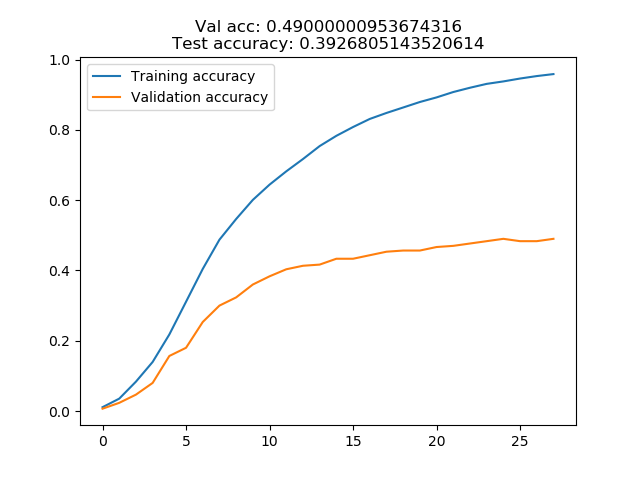 Val acc: 0.49000000953674316
Test accuracy: 0.3926805143520614
Training accuracy
Validation accuracy
1.0
0.8
0.6
0.4
0.2
0.0
0 5 10 15 20 25